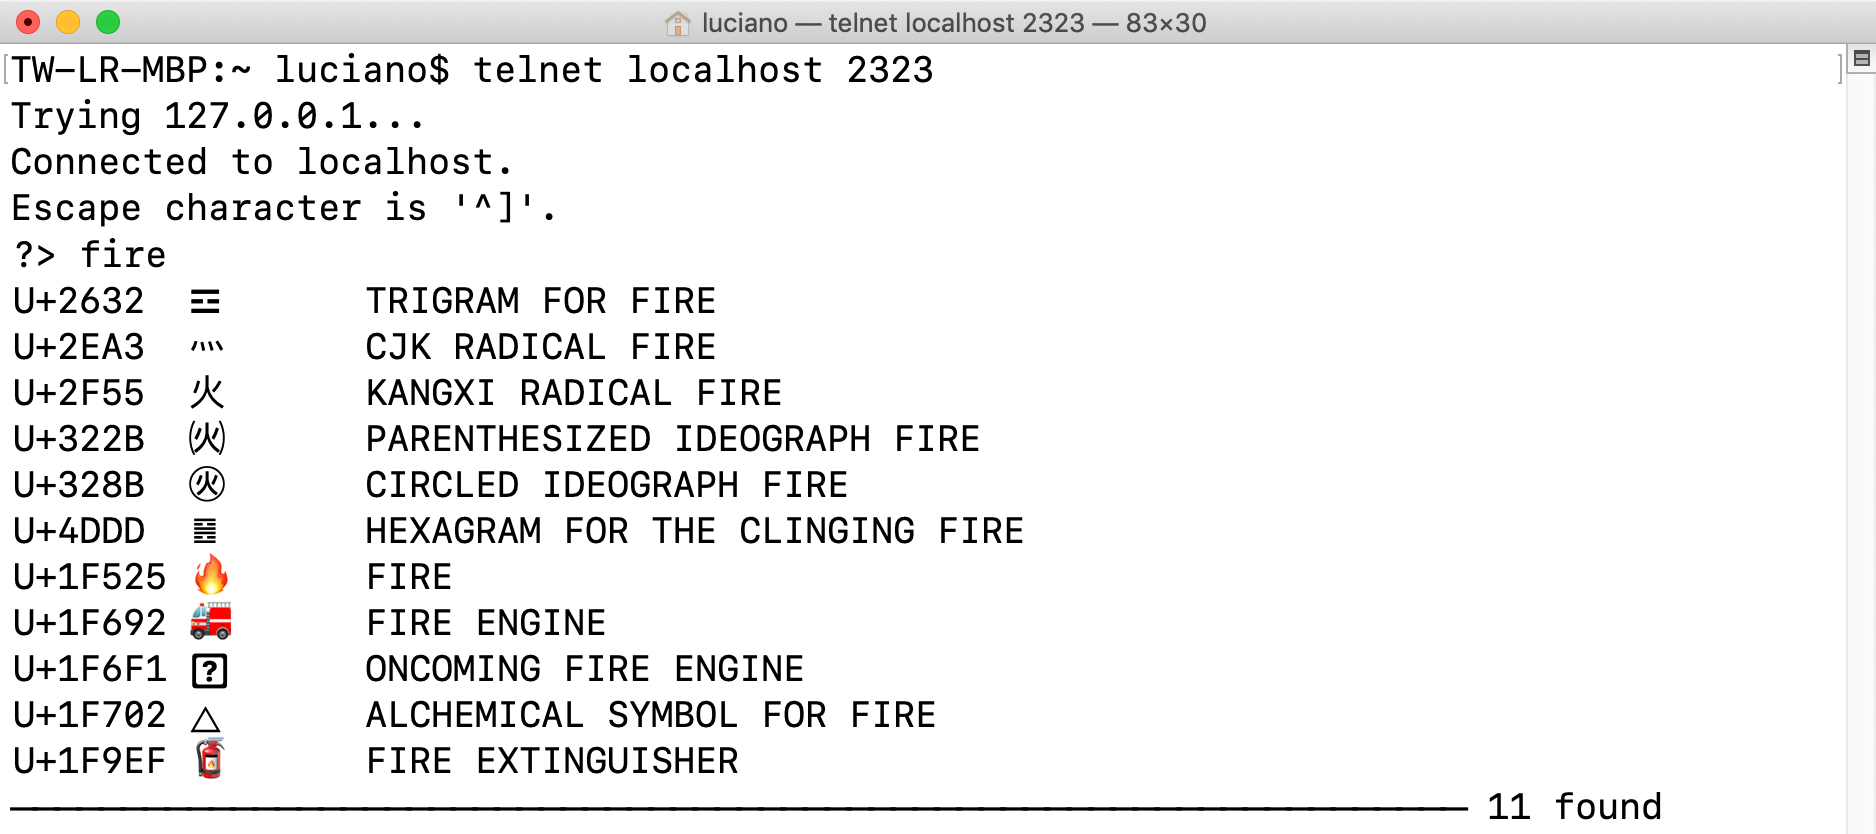 luciano — telnet localhost 2323 — 83×30
TW-LR-MBP:~ luciano$ telnet localhost 2323
Trying 127.0.0.1...
Connected to localhost.
Escape character is '^]'.
?> fire
U+2632 ☲ TRIGRAM FOR FIRE
U+2EA3 ⺣ CJK RADICAL FIRE
U+2F55 ⽕ KANGXI RADICAL FIRE
U+322B ㈫ PARENTHESIZED IDEOGRAPH FIRE
U+328B ㊋ CIRCLED IDEOGRAPH FIRE
U+4DDD ䷝ HEXAGRAM FOR THE CLINGING FIRE
U+1F525 🔥 FIRE
U+1F692 🚒 FIRE ENGINE
U+1F6F1 ⍰ ONCOMING FIRE ENGINE
U+1F702 🜂 ALCHEMICAL SYMBOL FOR FIRE
U+1F9EF 🧯 FIRE EXTINGUISHER
11 found